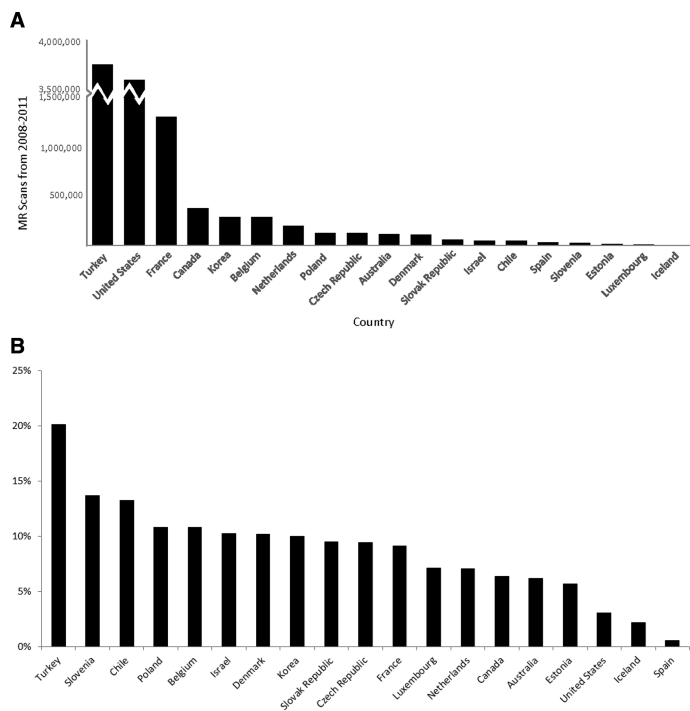 A
4,000,000
3,500,000
1,500,000
1,000,000
500,000
MR Scans from 2008-2011
Turkey
United States
France
Canada
Korea
Belgium
Netherlands
Poland
Czech Republic
Australia
Denmark
Slovak Republic
Israel
Chile
Spain
Slovenia
Estonia
Luxembourg
Iceland
Country
B
25%
20%
15%
10%
5%
0%
Turkey
Slovenia
Chile
Poland
Belgium
Israel
Denmark
Korea
Slovak Republic
Czech Republic
France
Luxembourg
Netherlands
Canada
Australia
Estonia
United States
Iceland
Spain